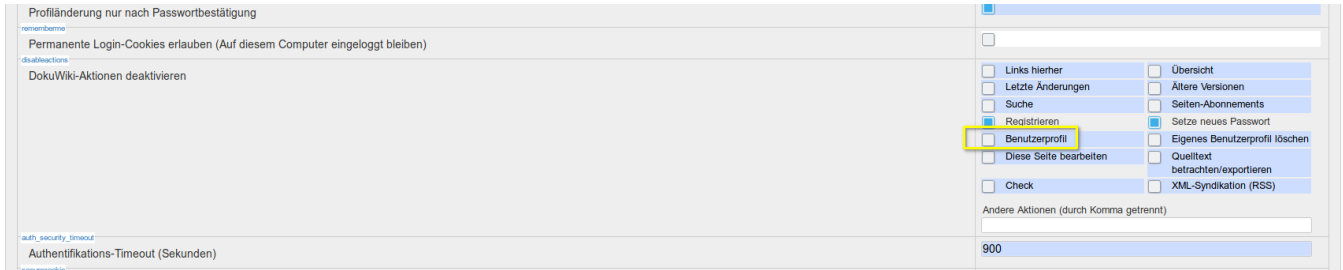 Profiländerung nur nach Passwortbestätigung
rememberme
Permanente Login-Cookies erlauben (Auf diesem Computer eingeloggt bleiben)
disableactions
DokuWiki-Aktionen deaktivieren
Links hierher
Übersicht
Letzte Änderungen
Ältere Versionen
Suche
Seiten-Abonnements
Registrieren
Setze neues Passwort
Benutzerprofil
Eigenes Benutzerprofil löschen
Diese Seite bearbeiten
Quelltext
betrachten/exportieren
Check
XML-Syndikation (RSS)
Andere Aktionen (durch Komma getrennt)
auth_security_timeout
Authentifikations-Timeout (Sekunden)
900